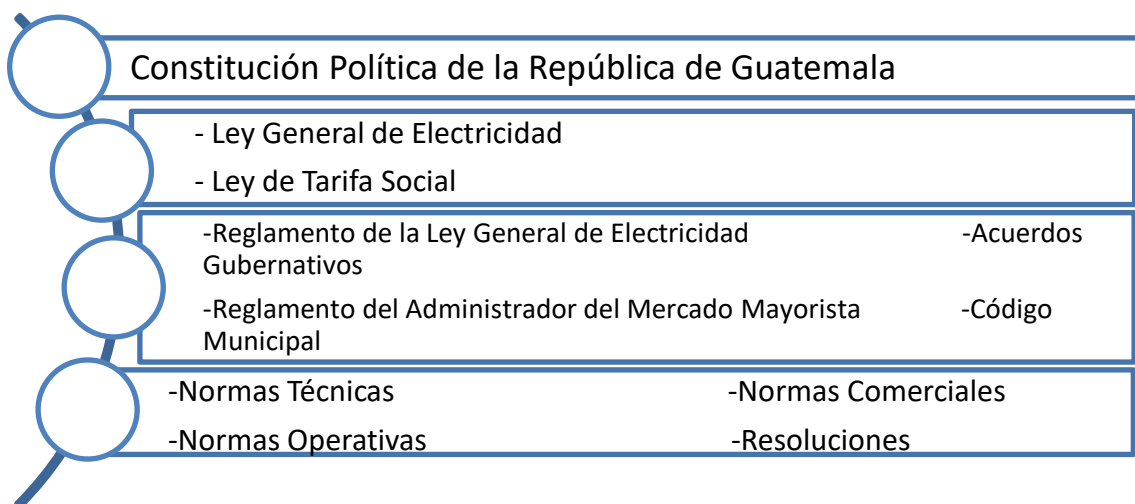 Constitución Política de la República de Guatemala
- Ley General de Electricidad
- Ley de Tarifa Social
-Reglamento de la Ley General de Electricidad -Acuerdos
Gubernativos
-Reglamento del Administrador del Mercado Mayorista -Código
Municipal
-Normas Técnicas -Normas Comerciales
-Normas Operativas -Resoluciones